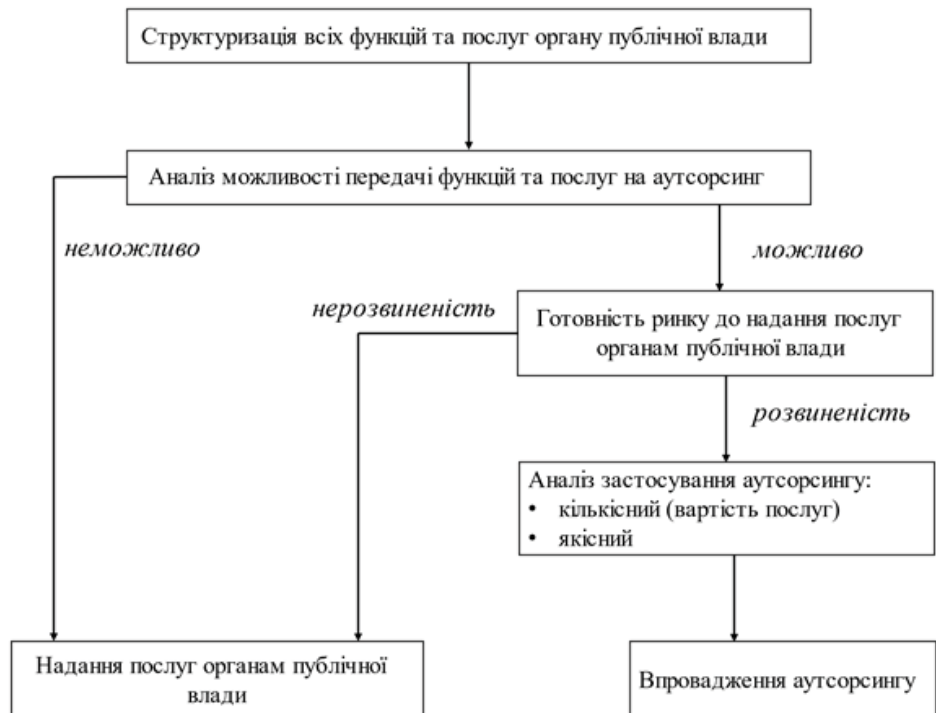 Структуризація всіх функцій та послуг органу публічної влади
Аналіз можливості передачі функцій та послуг на аутсорсинг
неможливо
можливо
нерозвиненість
Готовність ринку до надання послуг
органам публічної влади
розвиненість
Аналіз застосування аутсорсингу:
• кількісний (вартість послуг)
• якісний
Надання послуг органам публічної
влади
Впровадження аутсорсингу